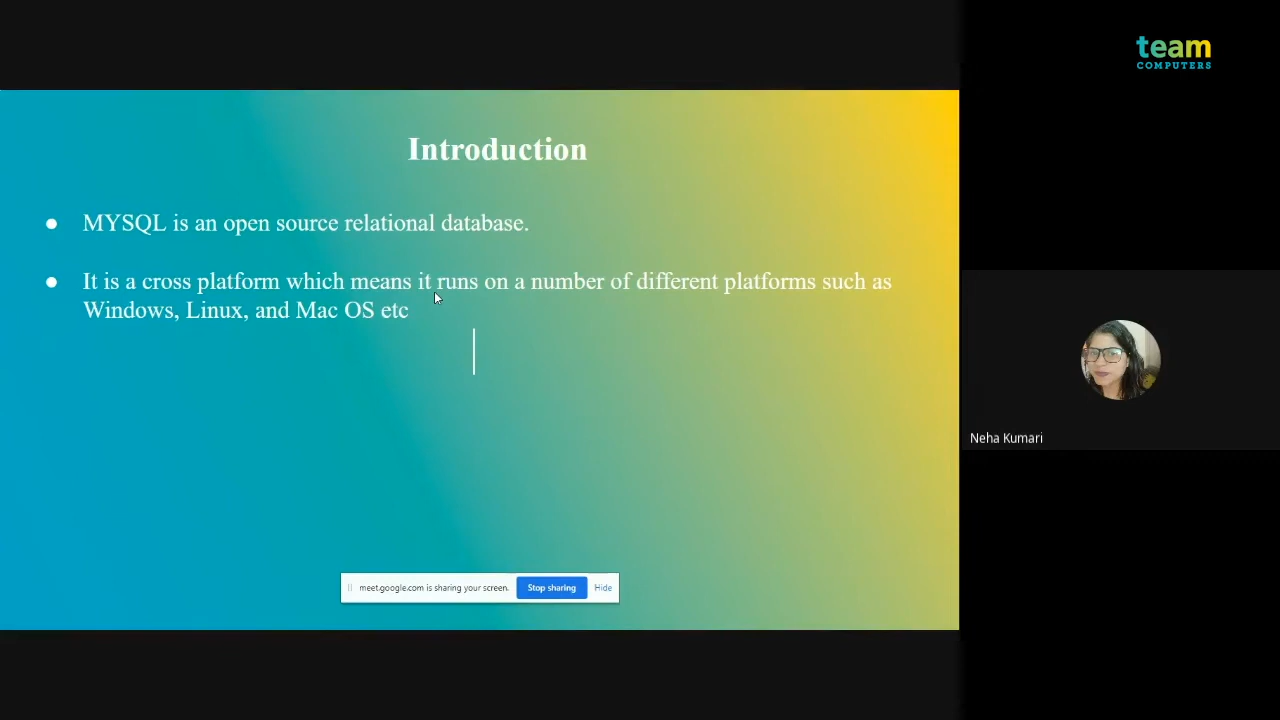 team
COMPUTERS
Introduction
● MYSQL is an open source relational database.
● It is a cross platform which means it runs on a number of different platforms such as
Windows, Linux, and Mac OS etc
Neha Kumari
meet.google.com is sharing your screen. Stop sharing Hide